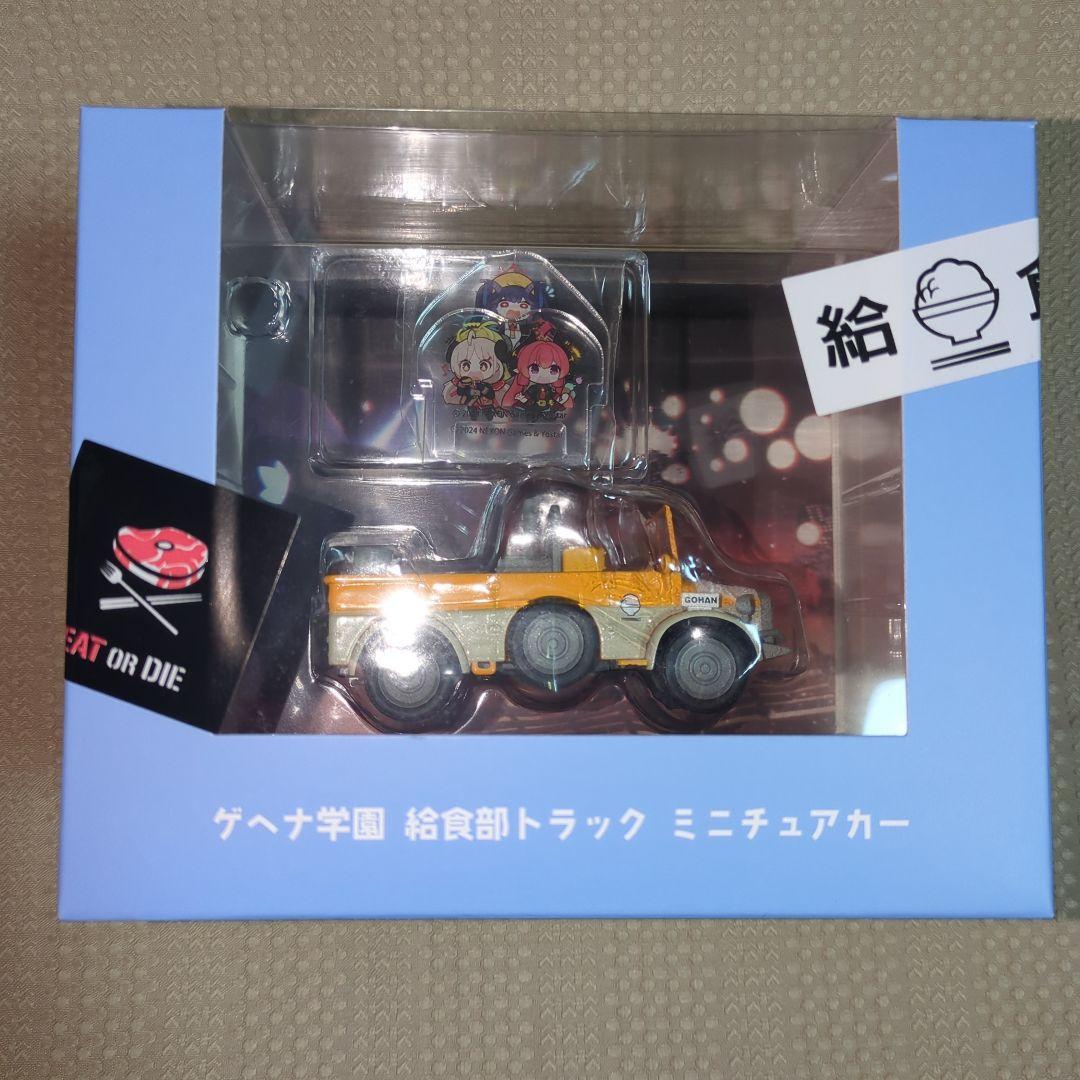 給
© 2024 NEXON Games & Yostar
GOHAN
EAT OR DIE
ゲヘナ学園 給食部トラック ミニチュアカー